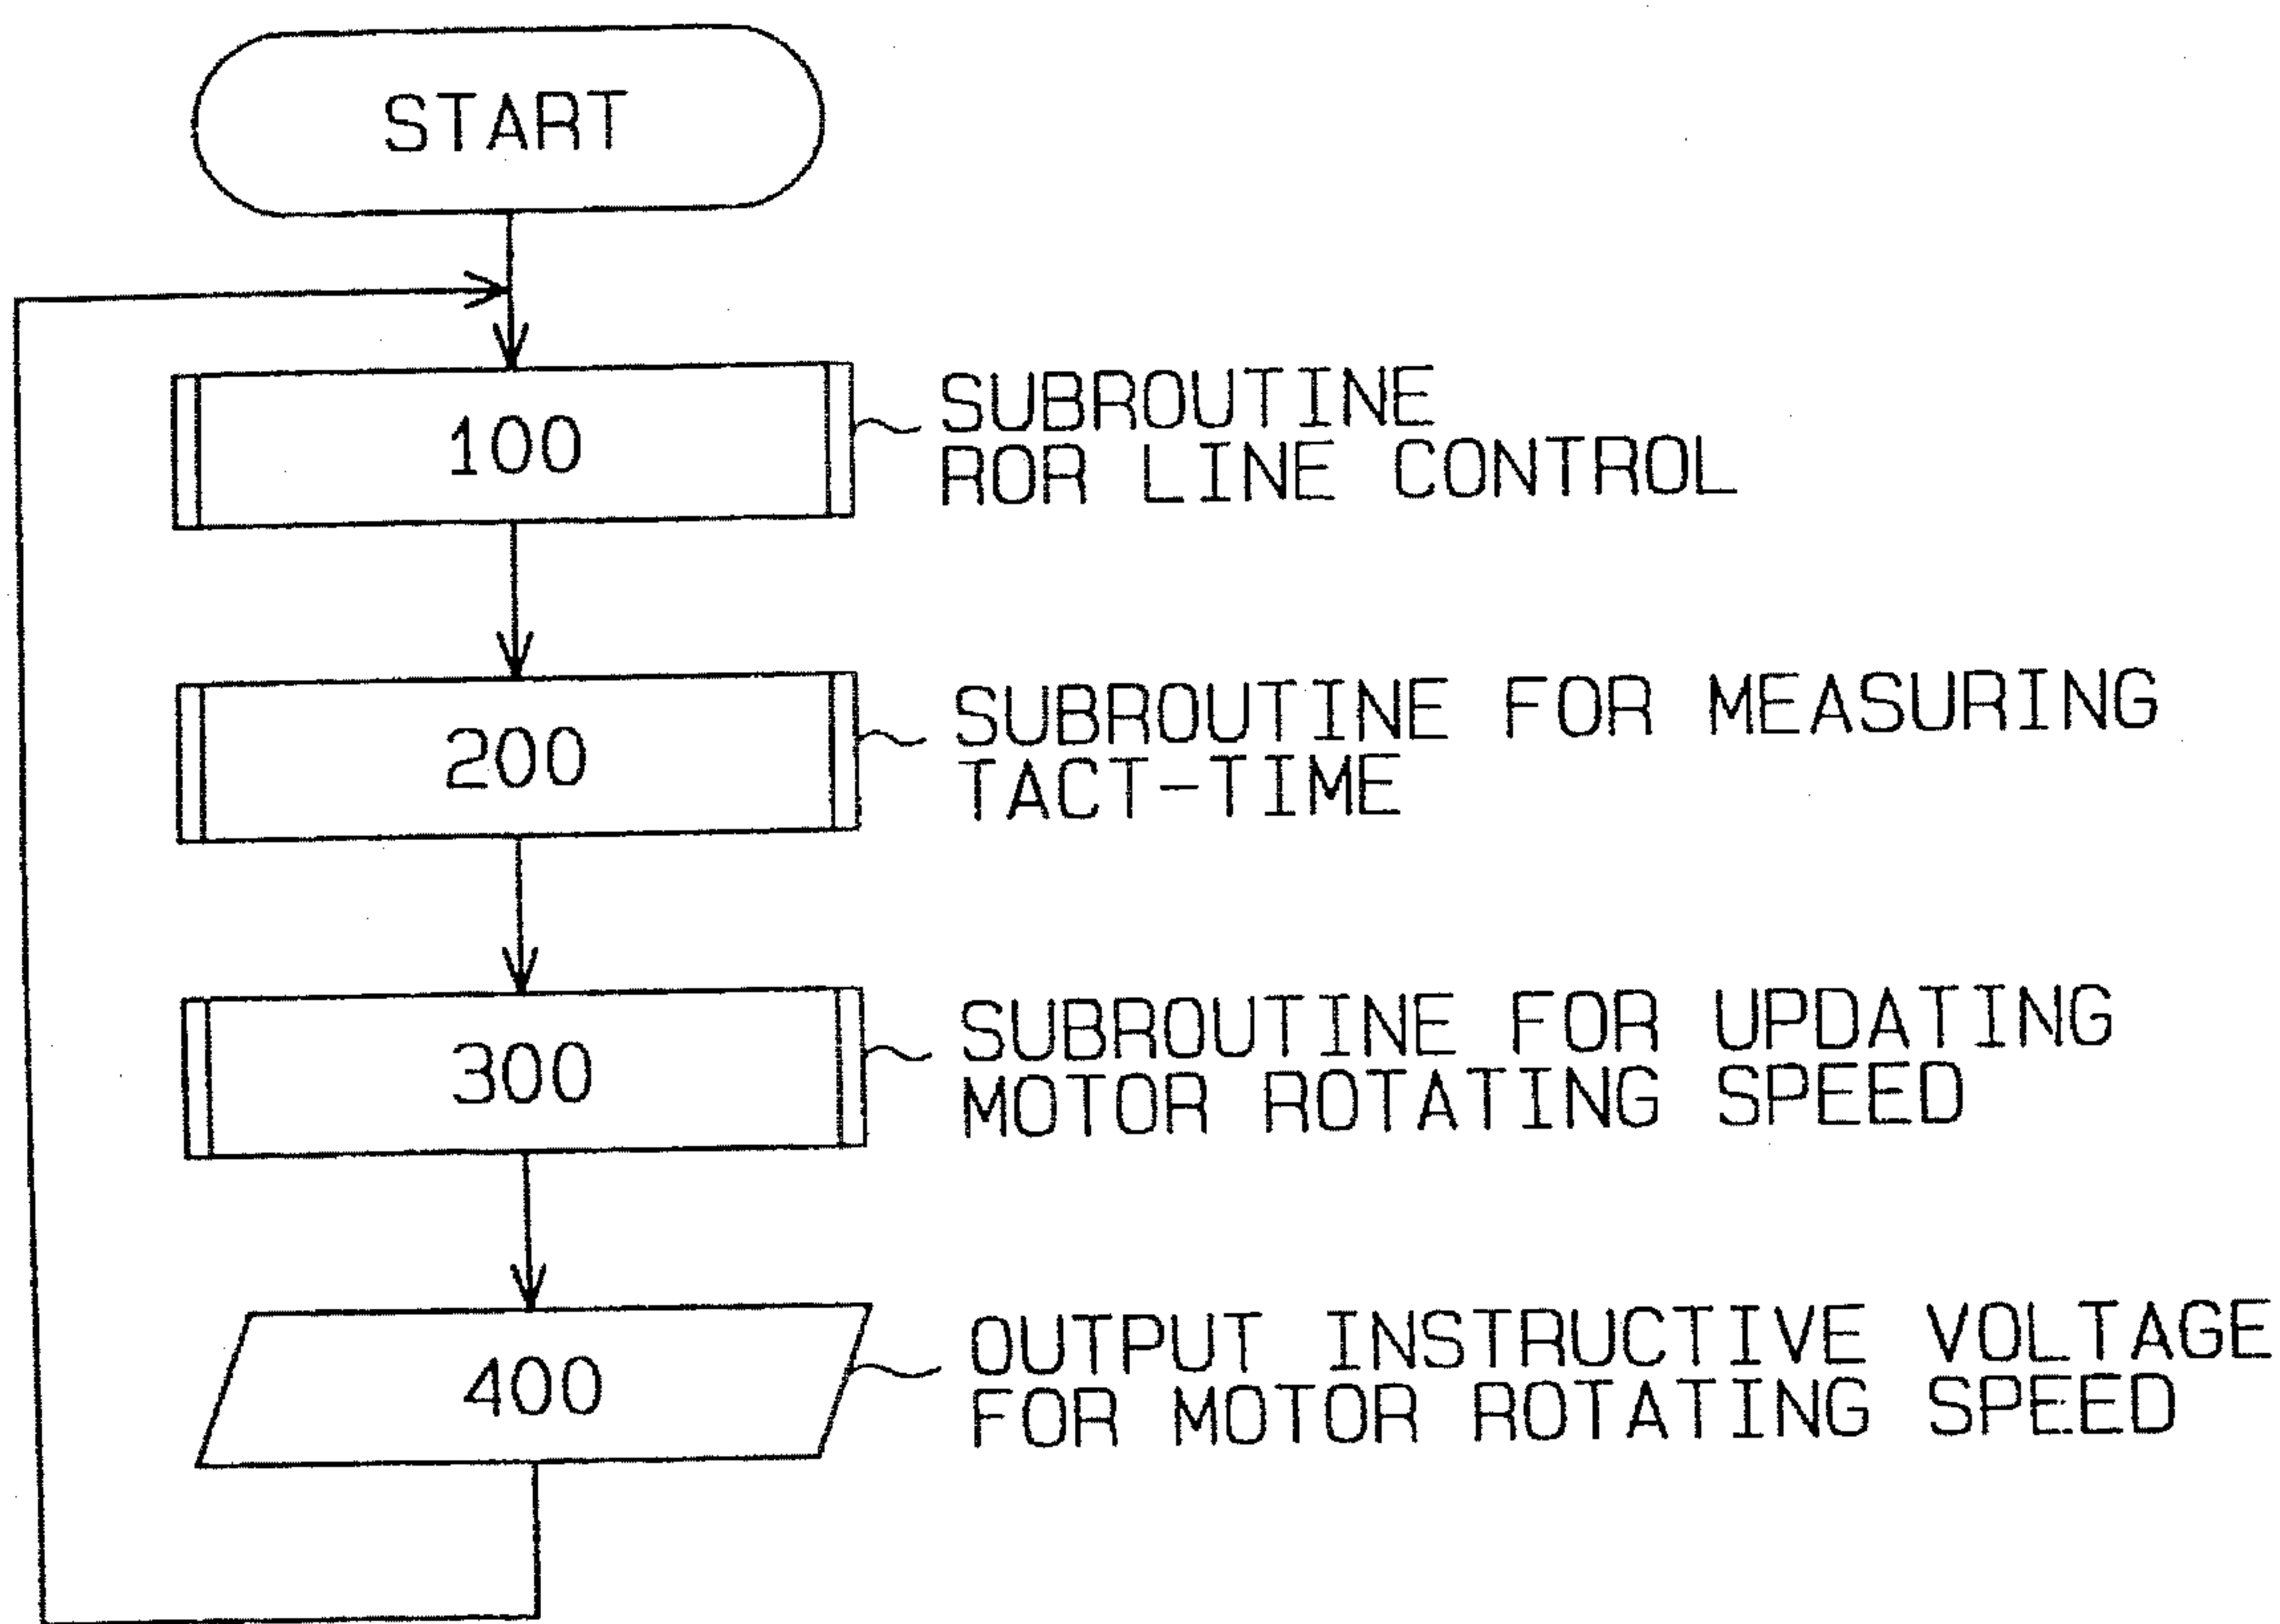 START
100
SUBROUTINE
ROR LINE CONTROL
200
SUBROUTINE FOR MEASURING
TACT-TIME
300
SUBROUTINE FOR UPDATING
MOTOR ROTATING SPEED
400
OUTPUT INSTRUCTIVE VOLTAGE
FOR MOTOR ROTATING SPEED